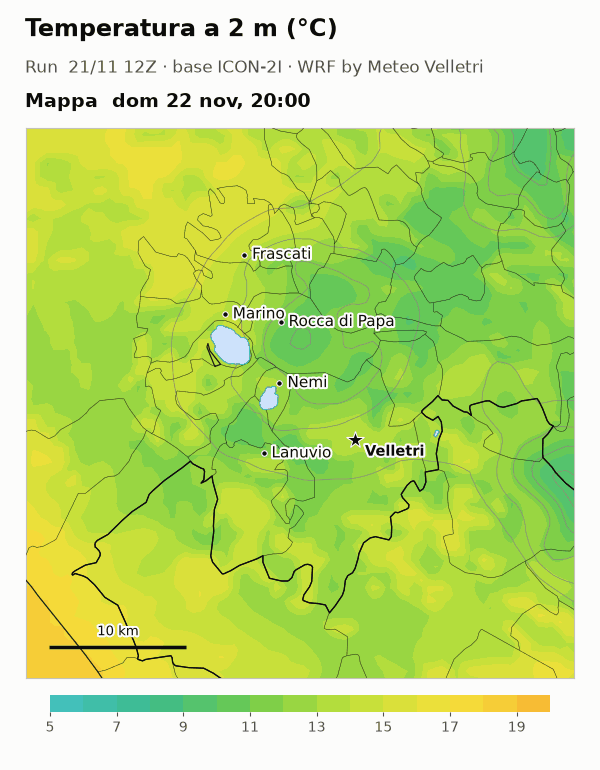 Temperatura a 2 m (°C)
Run  21/11 12Z · base ICON-2I · WRF by Meteo Velletri
Mappa  dom 22 nov, 20:00
Frascati
Marino
Rocca di Papa
Nemi
Velletri
Lanuvio
10 km
5 7 9 11 13 15 17 19